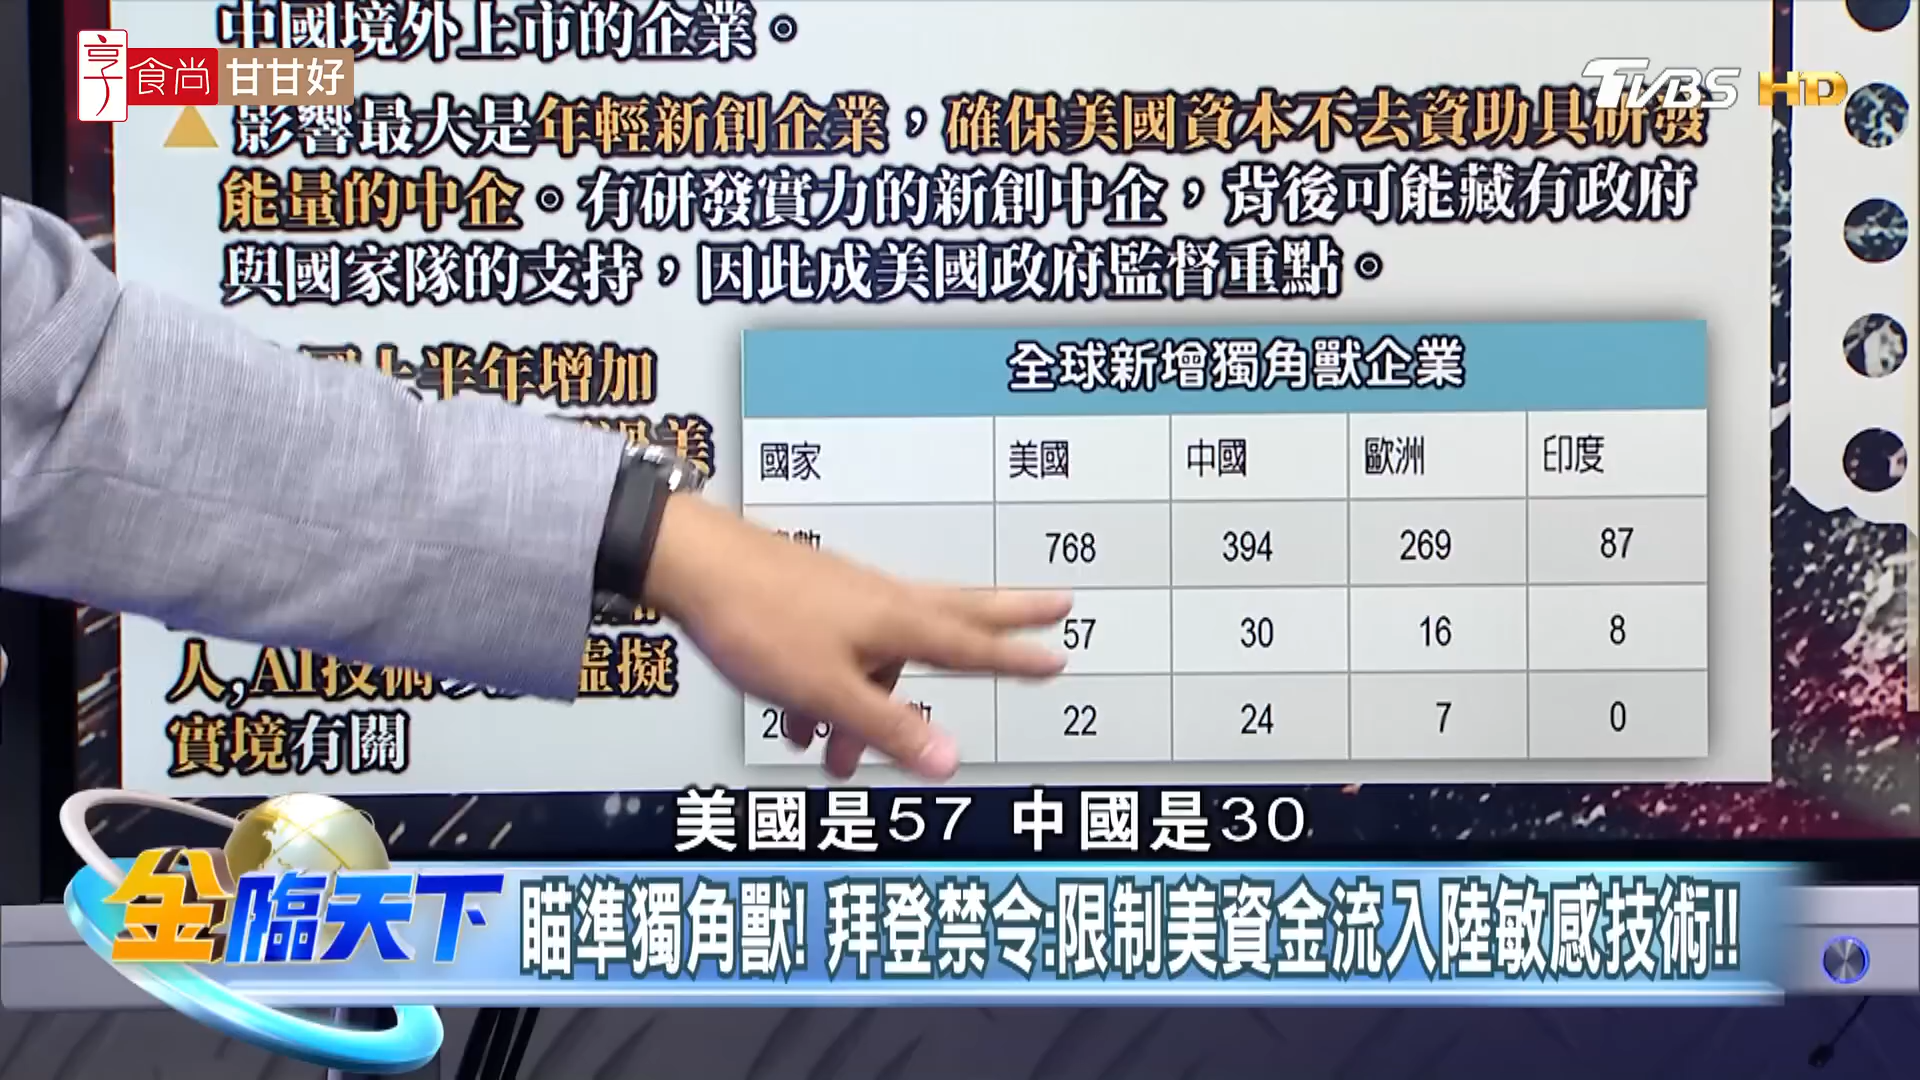 中國境外上市的企業。
享食尚 甘甘好
TVBS HD
影響最大是年輕新創企業，確保美國資本不去資助具研發
能量的中企。有研發實力的新創中企，背後可能藏有政府
與國家隊的支持，因此成美國政府監督重點。
上半年增加
人,AI技術 虛擬
實境有關
全球新增獨角獸企業
國家 美國 中國 歐洲 印度
數 768 394 269 87
57 30 16 8
數 22 24 7 0
美國是57 中國是30
金臨天下
瞄準獨角獸! 拜登禁令:限制美資金流入陸敏感技術!!